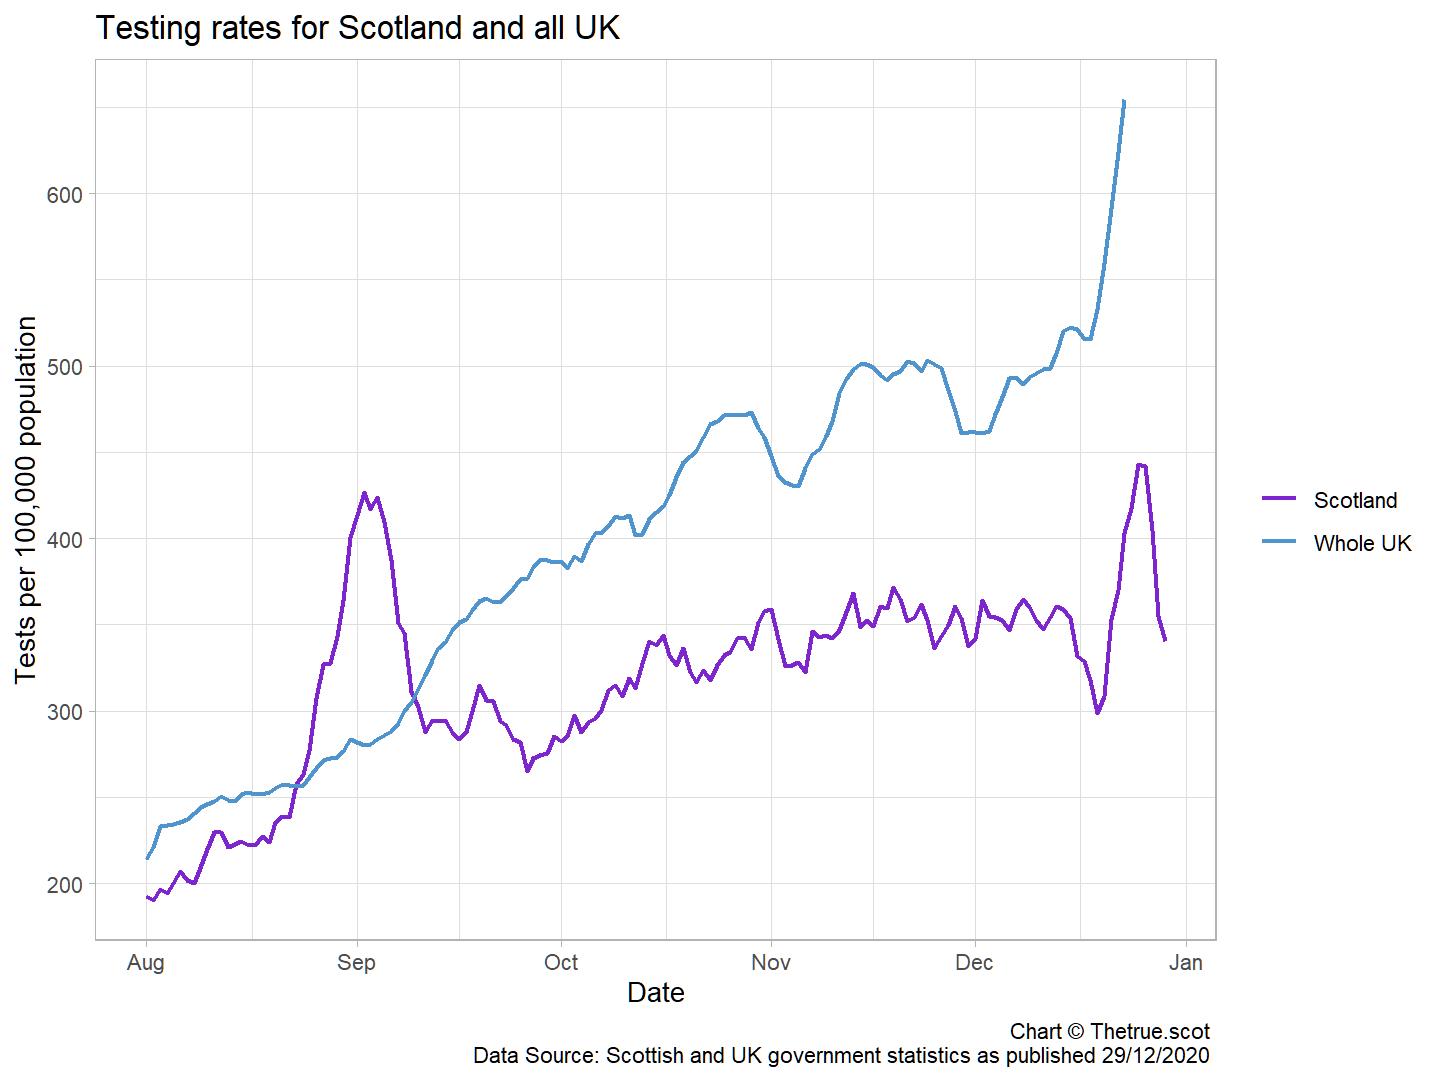 Testing rates for Scotland and all UK
Tests per 100,000 population
600
500
400
300
200
Aug Sep Oct Nov Dec Jan
Date
Scotland
Whole UK
Chart © Thetrue.scot
Data Source: Scottish and UK government statistics as published 29/12/2020